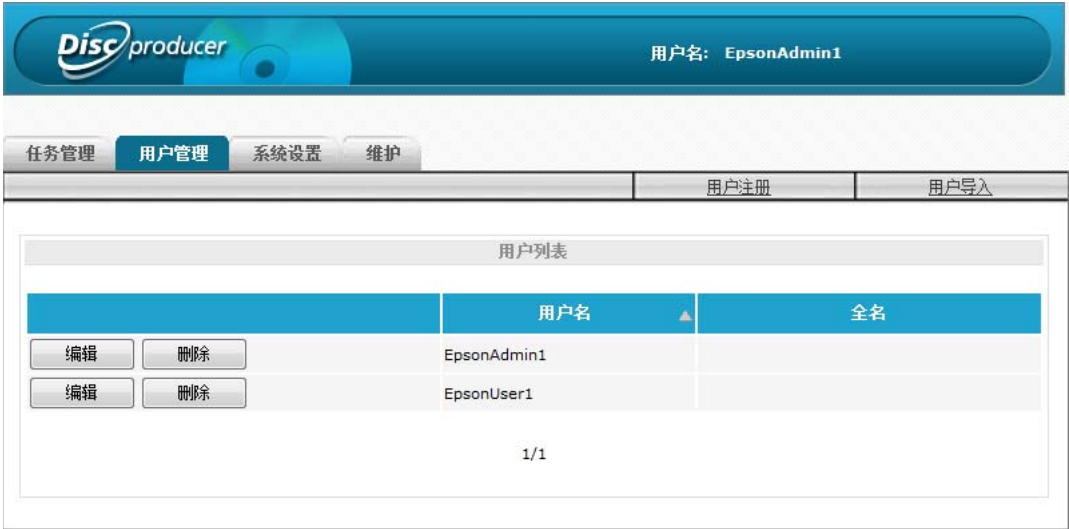 Disc producer
用户名: EpsonAdmin1
任务管理 用户管理 系统设置 维护
用户注册 用户导入
用户列表
用户名 全名
编辑 删除 EpsonAdmin1
编辑 删除 EpsonUser1
1/1